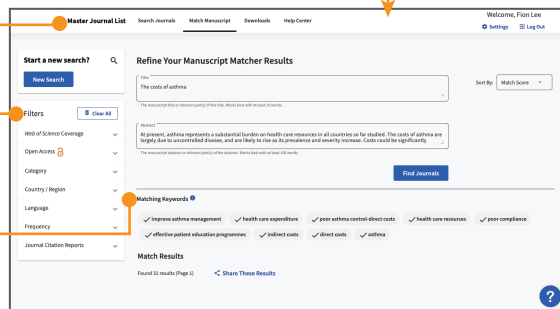 Master Journal List
Search Journals
Match Manuscript
Downloads
Help Center
Welcome, Fion Lee
Settings
Log Out
Start a new search?
New Search
Filters
Clear All
Web of Science Coverage
Open Access
Category
Country / Region
Language
Frequency
Journal Citation Reports
Refine Your Manuscript Matcher Results
Title
The costs of asthma
The manuscript title or relevant part(s) of the title. Works best with at least 10 words.
Sort By:
Match Score
Abstract
At present, asthma represents a substantial burden on health care resources in all countries so far studied. The costs of asthma are
largely due to uncontrolled disease, and are likely to rise as its prevalence and severity increase. Costs could be significantly
The manuscript abstract or relevant part(s) of the abstract. Works best with at least 100 words.
Find Journals
Matching Keywords
improve asthma management
health care expenditure
poor asthma control-direct costs
health care resources
poor compliance
effective patient education programmes
indirect costs
direct costs
asthma
Match Results
Found 31 results (Page 1)
Share These Results
?